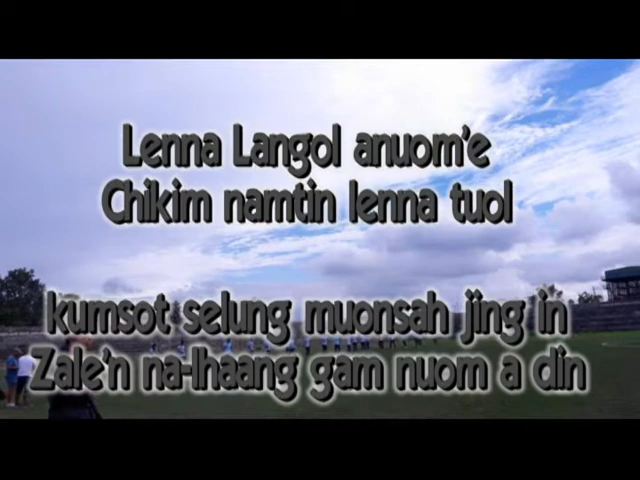 Lenna Langol anuom'e
Chikim namtin lenna tuol
kumsot selung muonsah jing in
Zale'n na-lhaang gam nuom a din